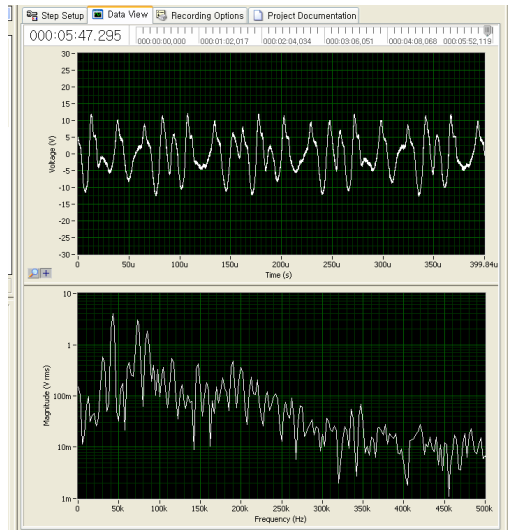 Step Setup Data View Recording Options Project Documentation
000:05:47.295
000:00:00,000 000:01:02,017 000:02:04,034 000:03:06,051 000:04:08,068 000:05:52,119
30
25
20
15
10
5
0
-5
-10
-15
-20
-25
-30
Voltage (V)
0 50u 100u 150u 200u 250u 300u 350u 399.84u
Time (s)
10
1
100m
10m
1m
Magnitude (V rms)
0 50k 100k 150k 200k 250k 300k 350k 400k 450k 500k
Frequency (Hz)